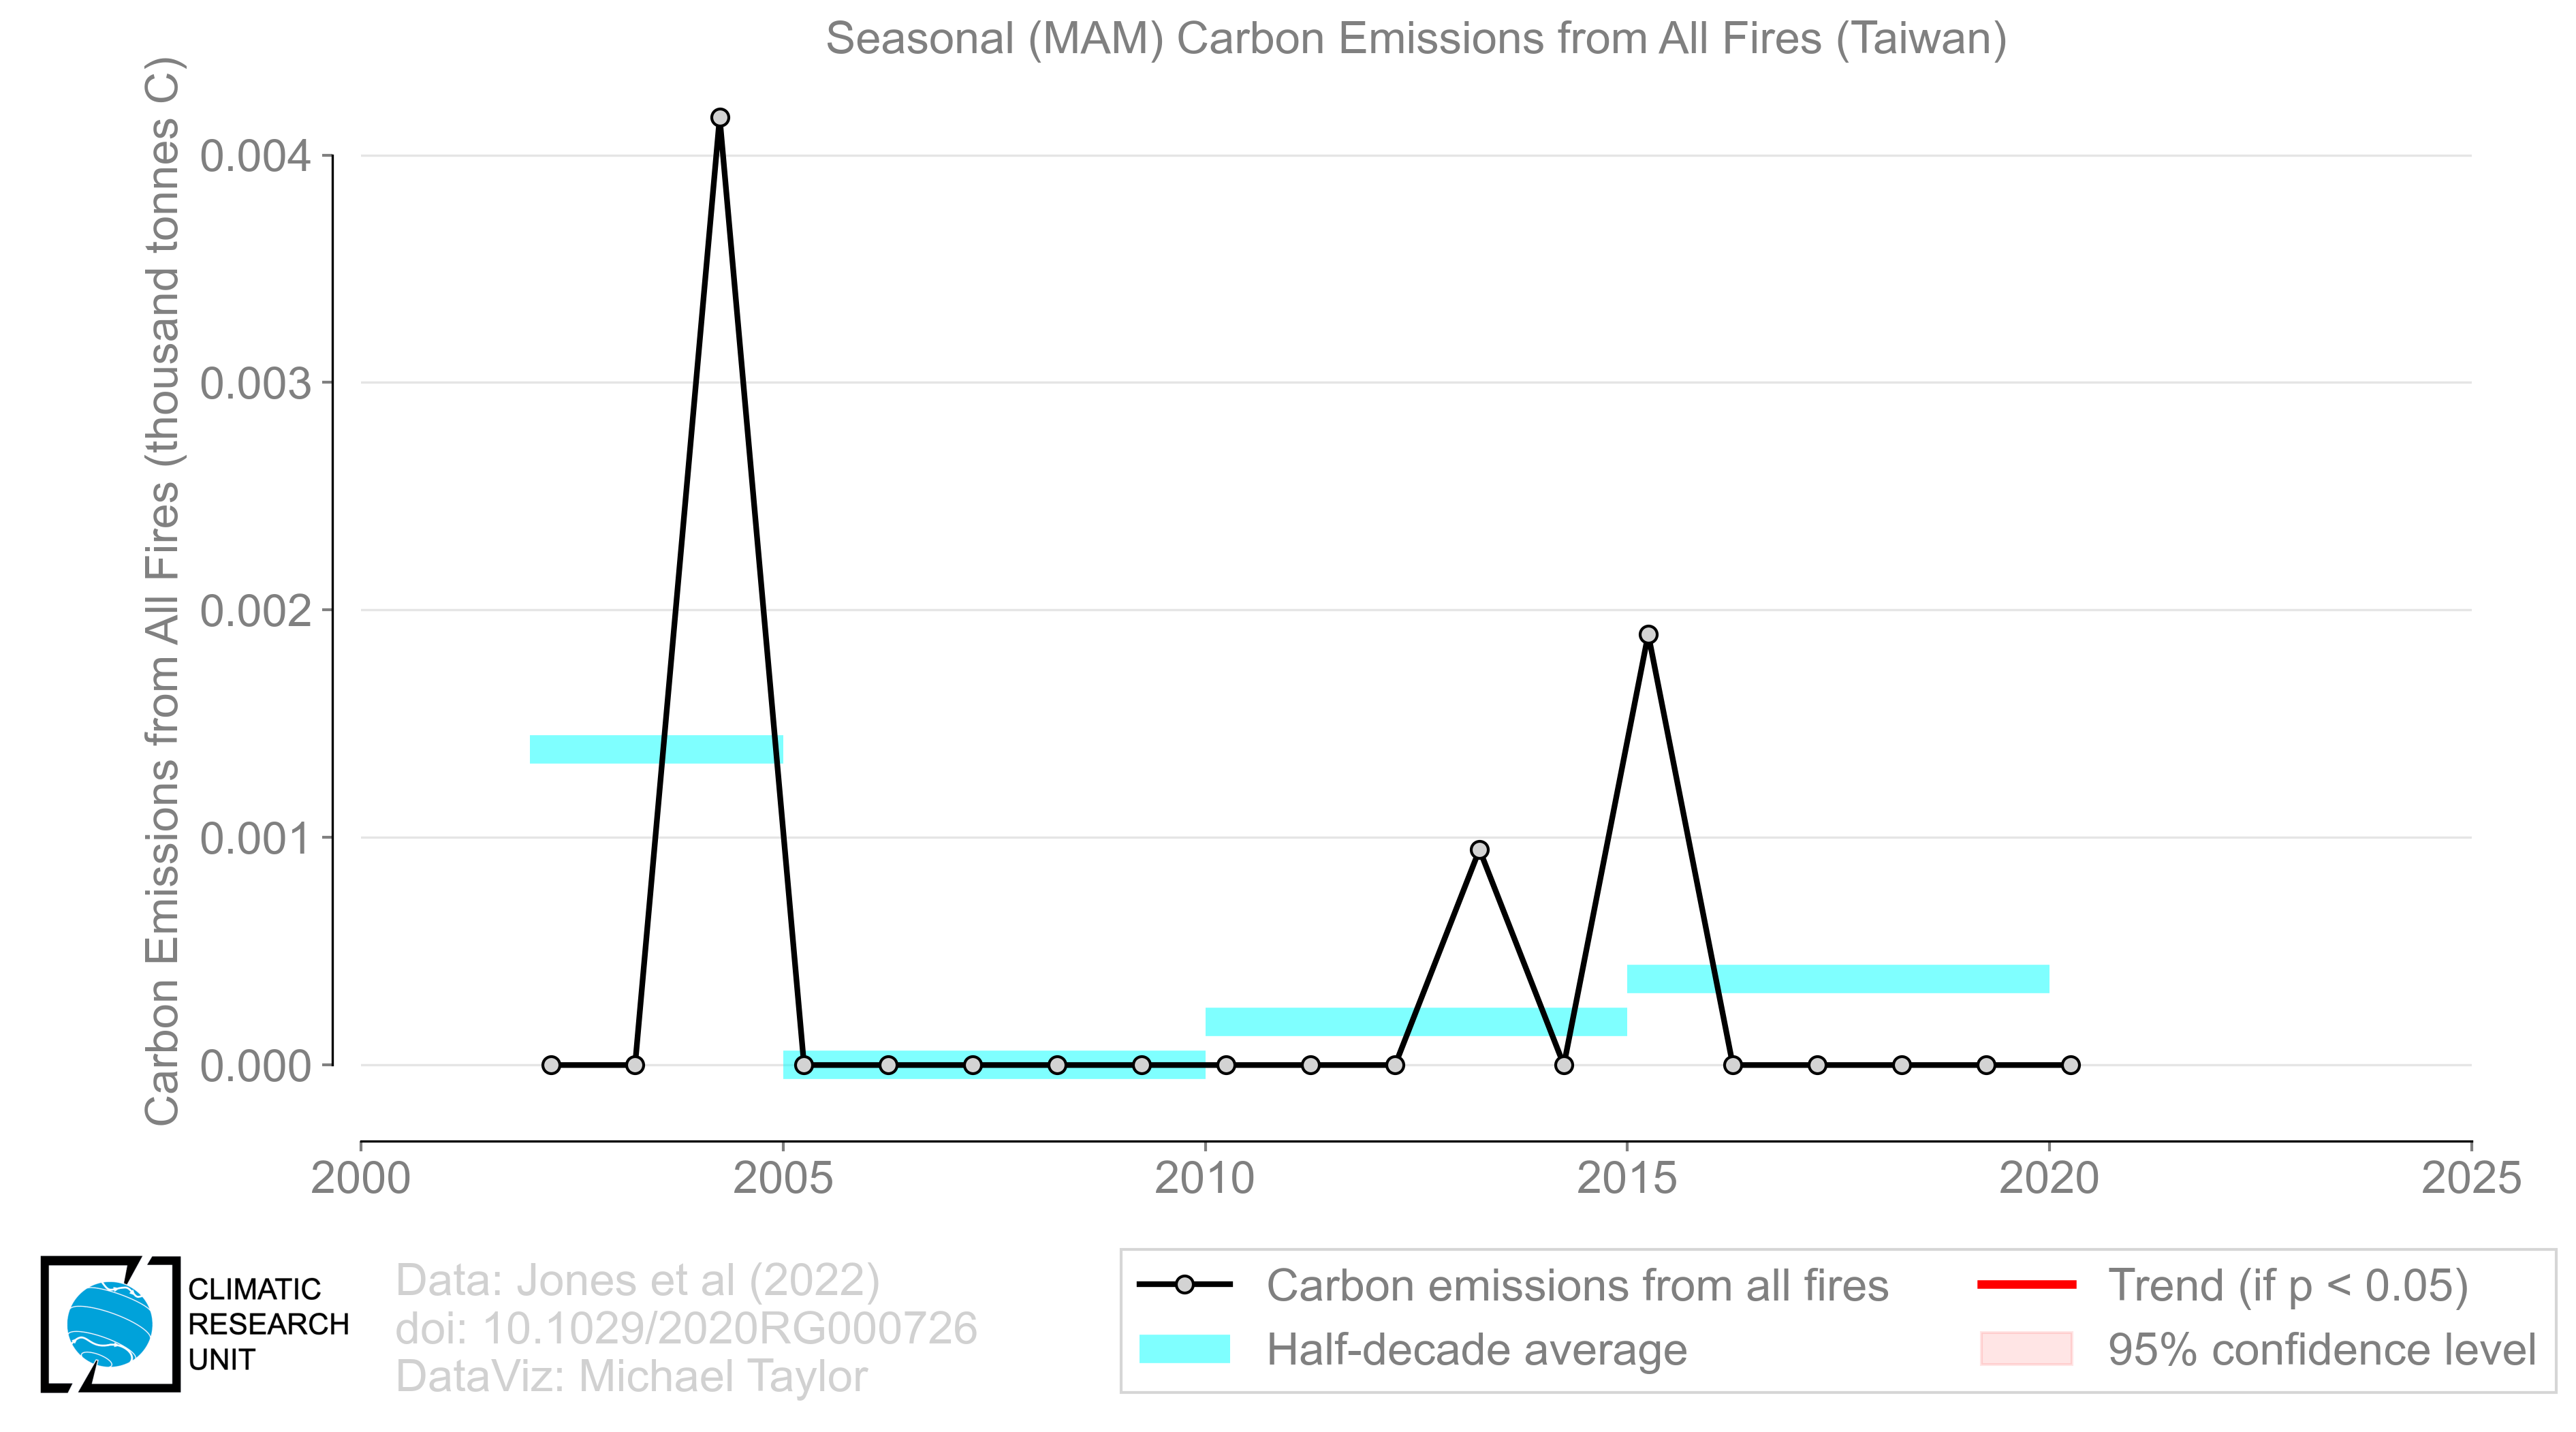 Seasonal (MAM) Carbon Emissions from All Fires (Taiwan)
Carbon Emissions from All Fires (thousand tonnes C)
0.004
0.003
0.002
0.001
0.000
2000 2005 2010 2015 2020 2025
CLIMATIC
RESEARCH
UNIT
Data: Jones et al (2022)
doi: 10.1029/2020RG000726
DataViz: Michael Taylor
Carbon emissions from all fires
Half-decade average
Trend (if p < 0.05)
95% confidence level